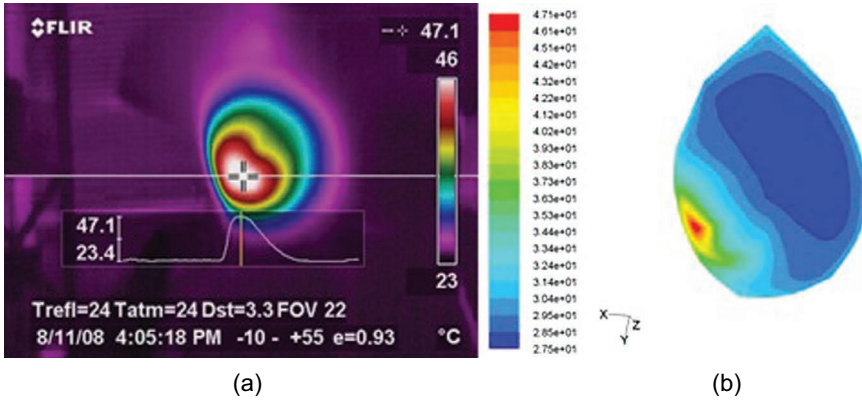 FLIR
47.1
46
47.1
23.4
23
Trefl=24 Tatm=24 Dst=3.3 FOV 22
8/11/08 4:05:18 PM -10 - +55 e=0.93 °C
(a)
4.71e+01
4.61e+01
4.51e+01
4.42e+01
4.32e+01
4.22e+01
4.12e+01
4.02e+01
3.93e+01
3.83e+01
3.73e+01
3.63e+01
3.53e+01
3.44e+01
3.34e+01
3.24e+01
3.14e+01
3.04e+01
2.95e+01
2.85e+01
2.75e+01
X
Z
Y
(b)